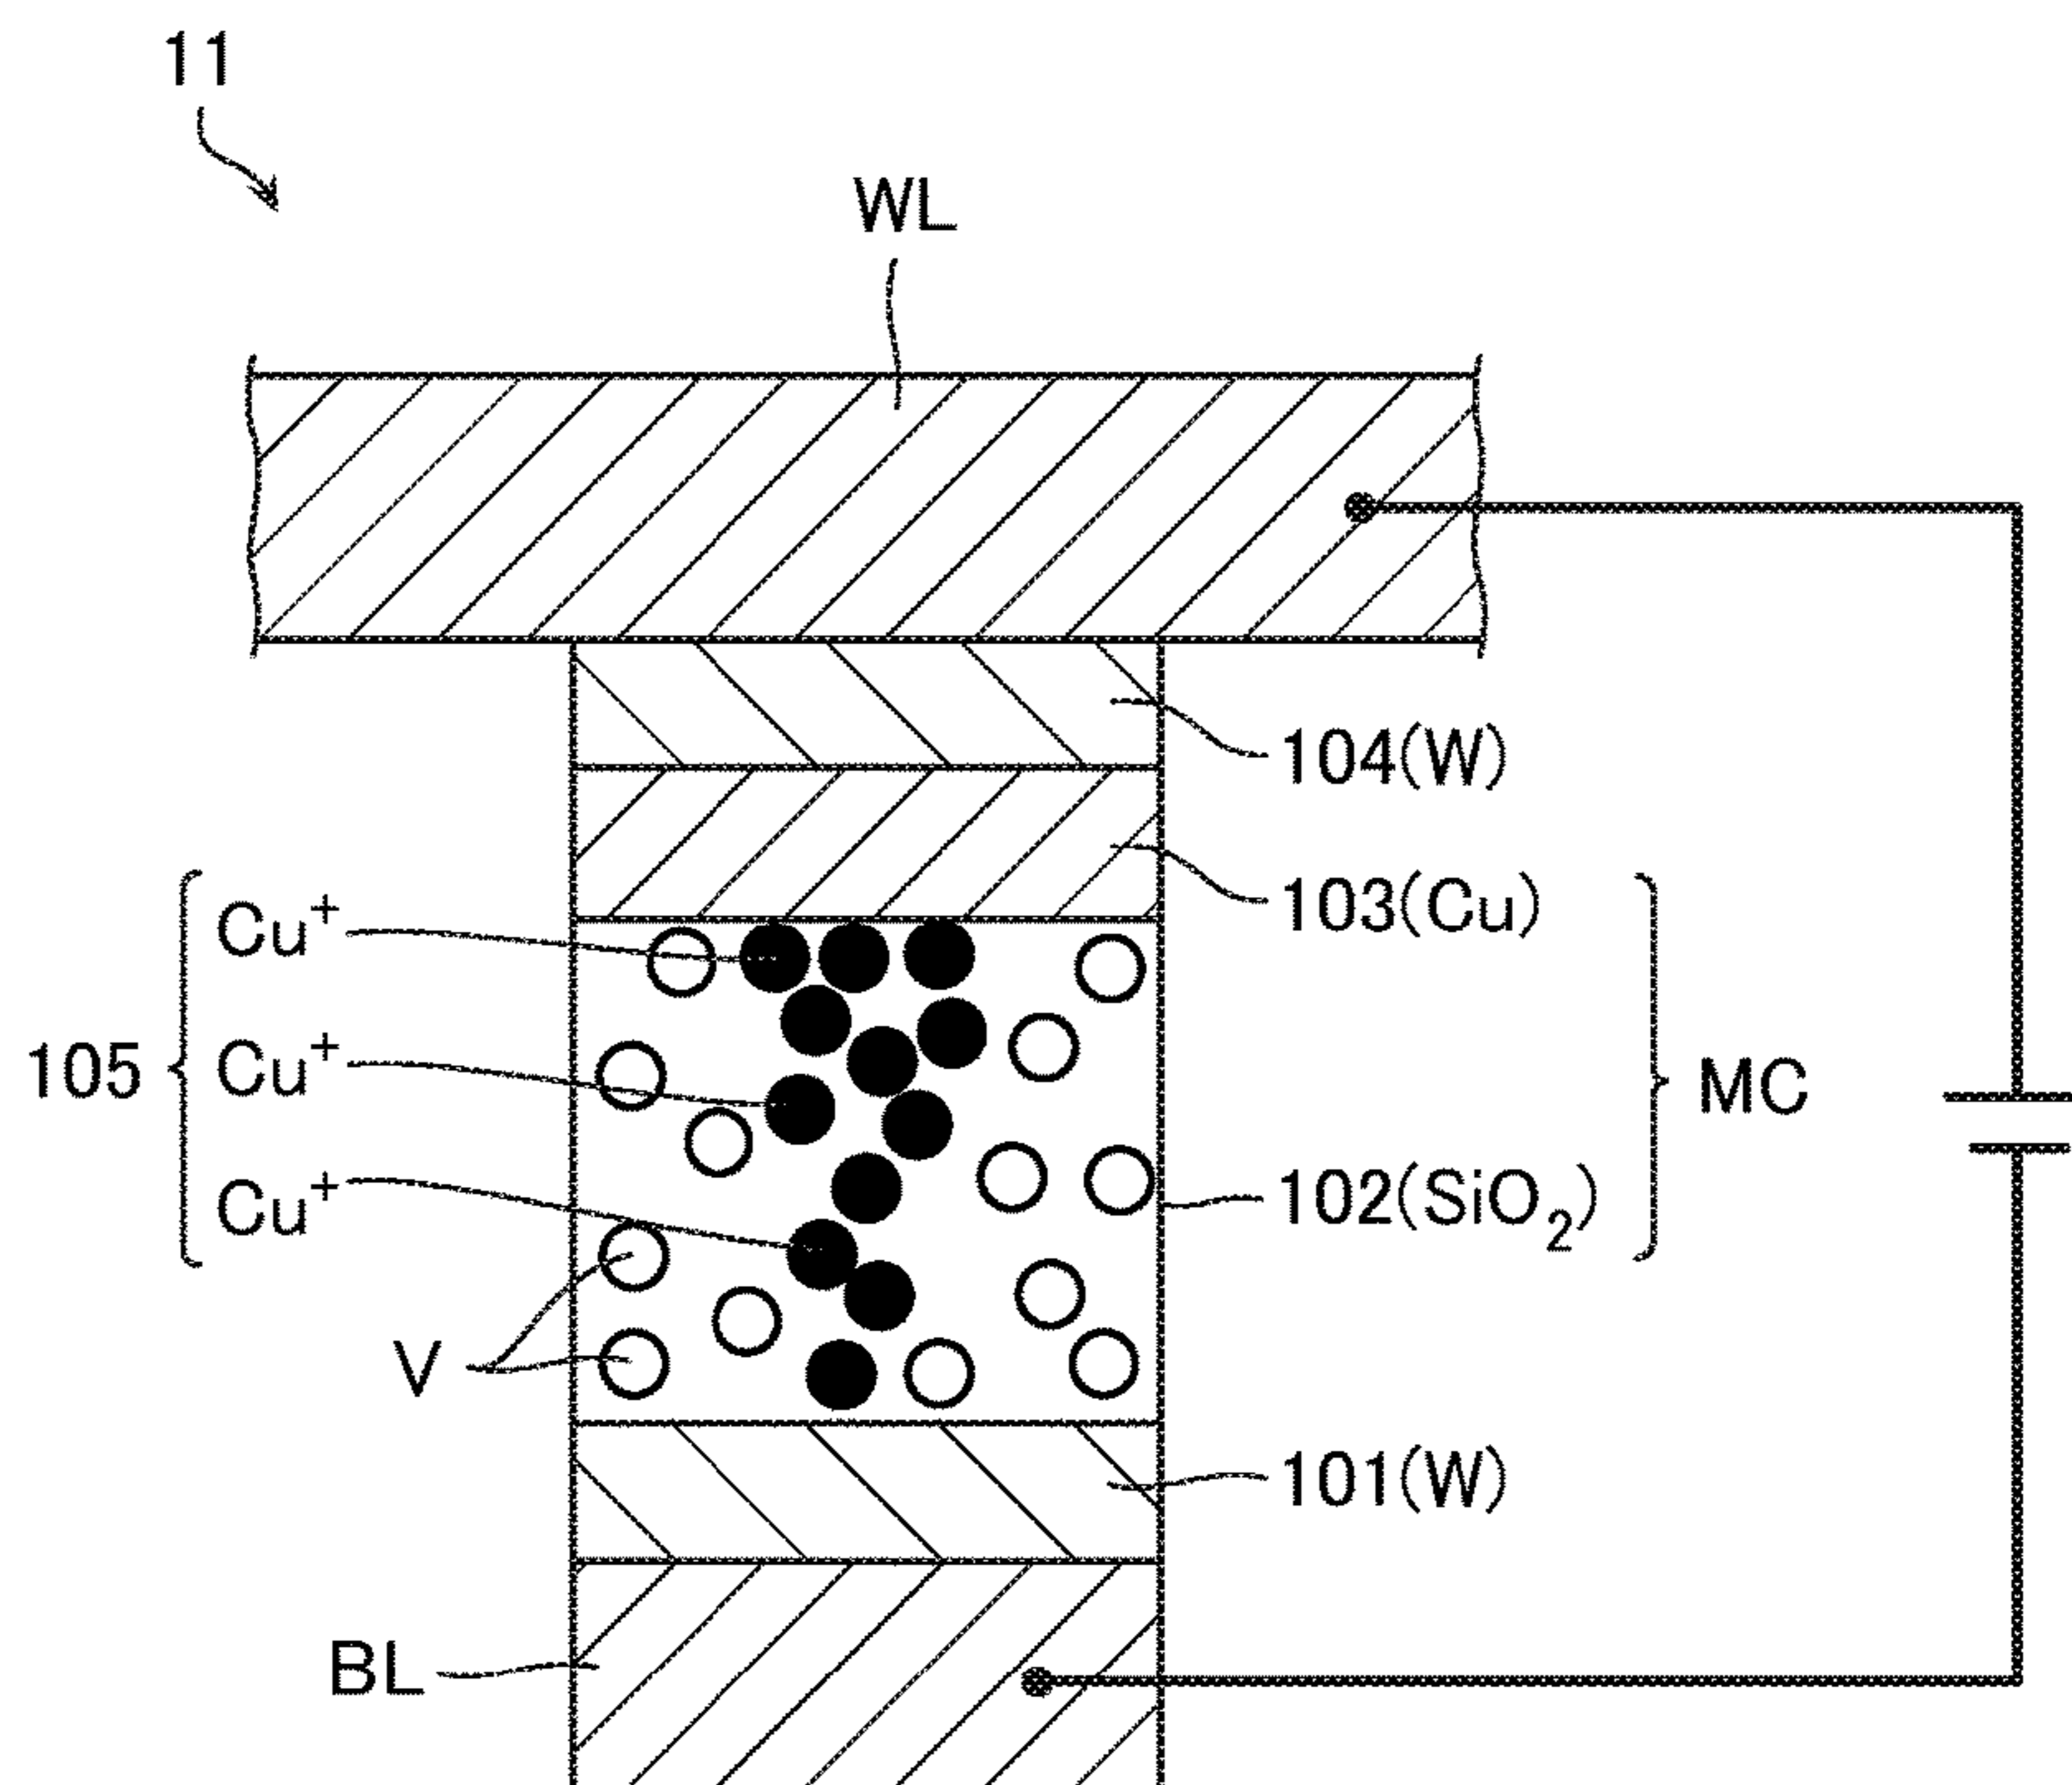 11
WL
104(W)
103(Cu)
Cu⁺
105
Cu⁺
MC
Cu⁺
102(SiO₂)
V
101(W)
BL